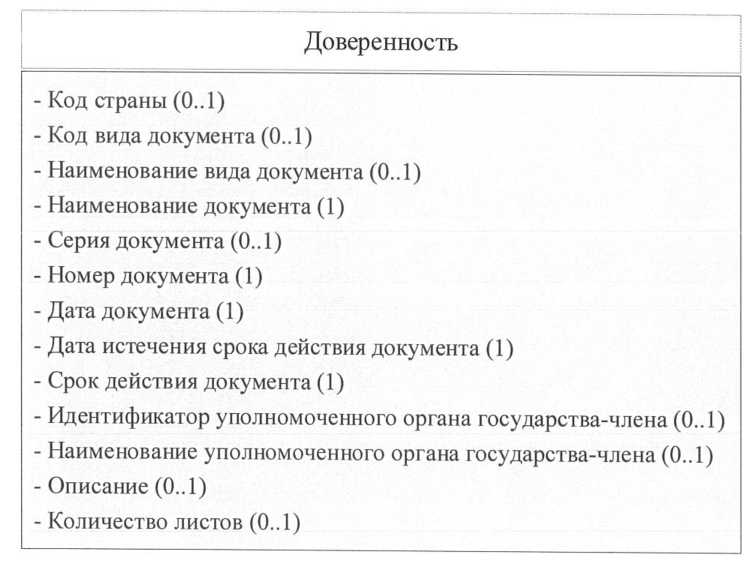 Доверенность
- Код страны (0..1)
- Код вида документа (0..1)
- Наименование вида документа (0..1)
- Наименование документа (1)
- Серия документа (0..1)
- Номер документа (1)
- Дата документа (1)
- Дата истечения срока действия документа (1)
- Срок действия документа (1)
- Идентификатор уполномоченного органа государства-члена (0..1)
- Наименование уполномоченного органа государства-члена (0..1)
- Описание (0..1)
- Количество листов (0..1)